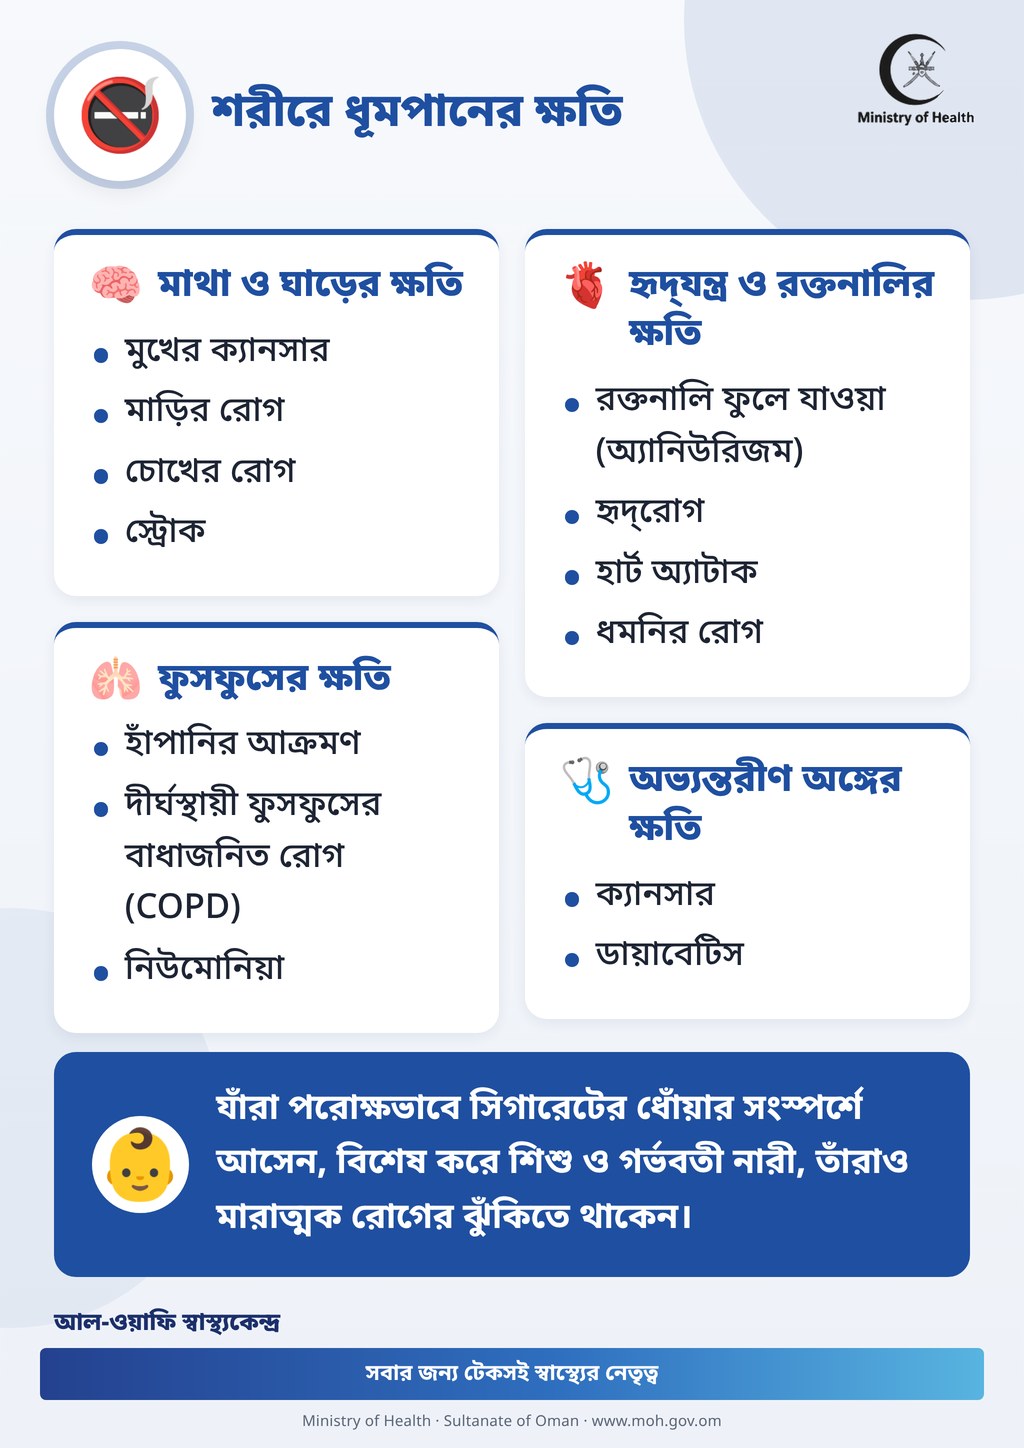 শরীরে ধূমপানের ক্ষতি
Ministry of Health
মাথা ও ঘাড়ের ক্ষতি
মুখের ক্যানসার
মাড়ির রোগ
চোখের রোগ
স্ট্রোক
হৃদ্‌যন্ত্র ও রক্তনালির
ক্ষতি
রক্তনালি ফুলে যাওয়া
(অ্যানিউরিজম)
হৃদ্‌রোগ
হার্ট অ্যাটাক
ধমনির রোগ
ফুসফুসের ক্ষতি
হাঁপানির আক্রমণ
দীর্ঘস্থায়ী ফুসফুসের
বাধাজনিত রোগ
(COPD)
নিউমোনিয়া
অভ্যন্তরীণ অঙ্গের
ক্ষতি
ক্যানসার
ডায়াবেটিস
যাঁরা পরোক্ষভাবে সিগারেটের ধোঁয়ার সংস্পর্শে
আসেন, বিশেষ করে শিশু ও গর্ভবতী নারী, তাঁরাও
মারাত্মক রোগের ঝুঁকিতে থাকেন।
আল-ওয়াফি স্বাস্থ্যকেন্দ্র
সবার জন্য টেকসই স্বাস্থ্যের নেতৃত্ব
Ministry of Health · Sultanate of Oman · www.moh.gov.om